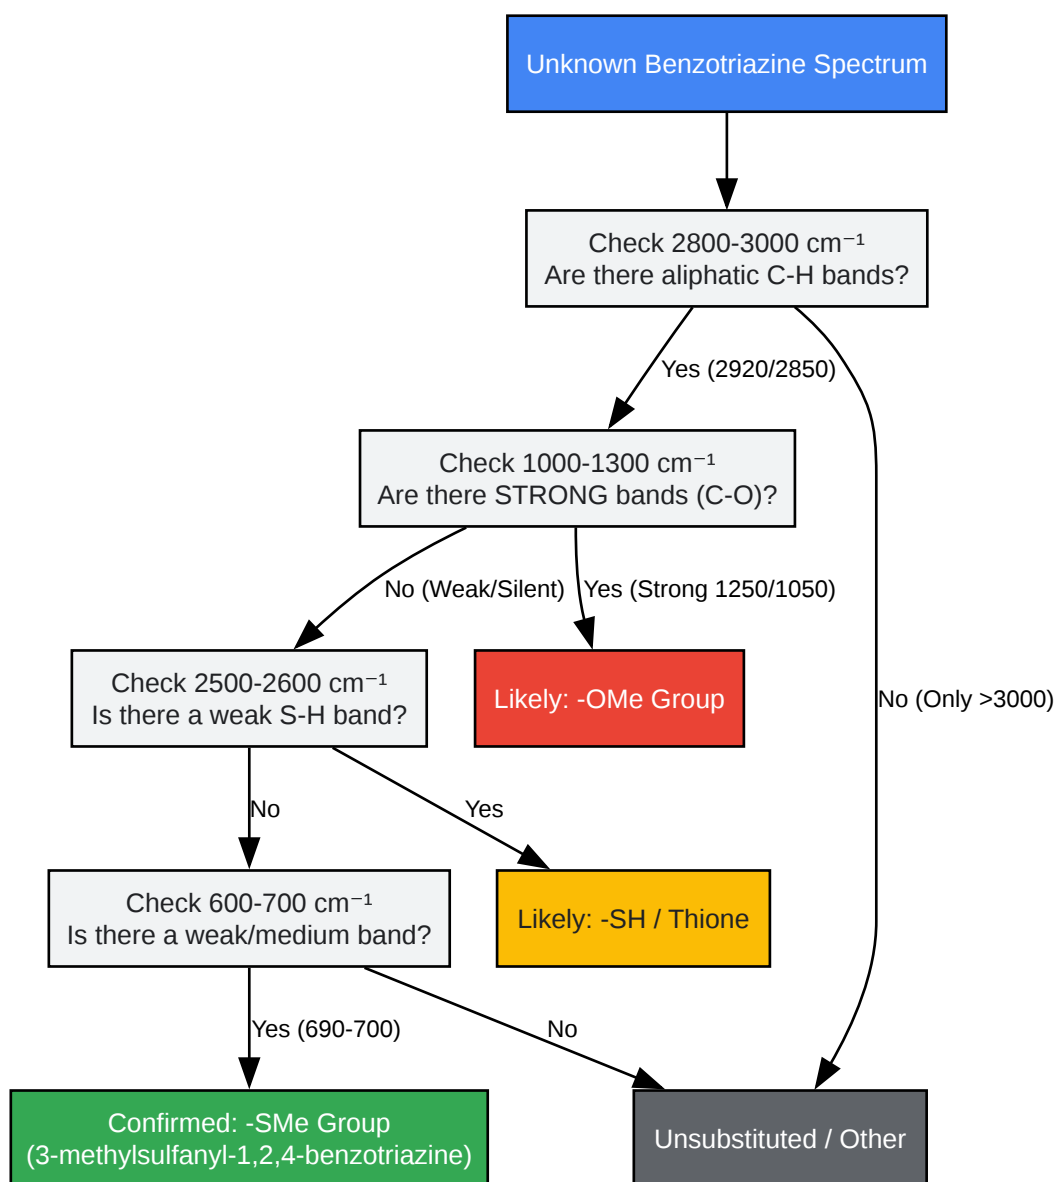 Unknown Benzotriazine Spectrum
Check 2800-3000 cm⁻¹
Are there aliphatic C-H bands?
Yes (2920/2850)
Check 1000-1300 cm⁻¹
Are there STRONG bands (C-O)?
No (Weak/Silent)
Yes (Strong 1250/1050)
Check 2500-2600 cm⁻¹
Is there a weak S-H band?
Likely: -OMe Group
No (Only >3000)
No
Yes
Check 600-700 cm⁻¹
Is there a weak/medium band?
Likely: -SH / Thione
Yes (690-700)
No
Confirmed: -SMe Group
(3-methylsulfanyl-1,2,4-benzotriazine)
Unsubstituted / Other